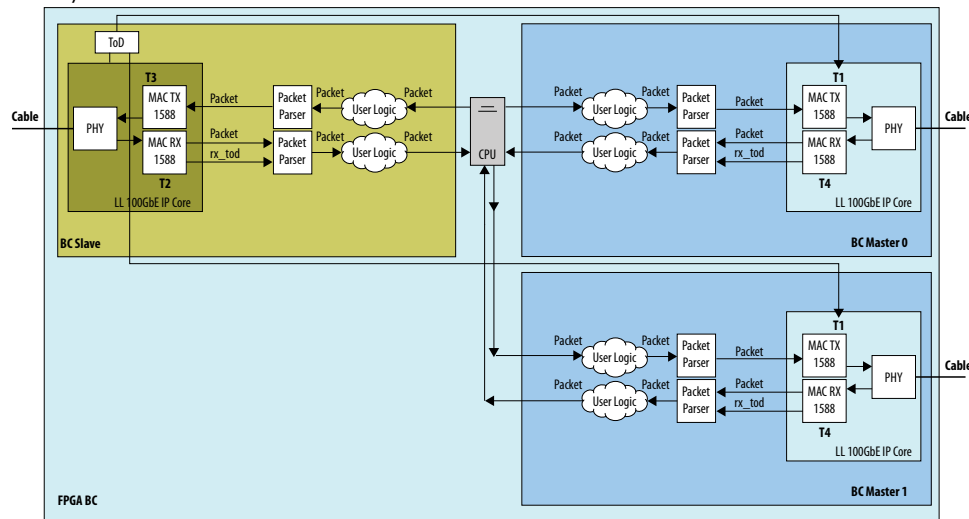 ToD
T3
MAC TX
1588
MAC RX
1588
T2
PHY
Cable
LL 100GbE IP Core
Packet
Packet
rx_tod
Packet
Parser
Packet
Parser
Packet
User Logic
Packet
Packet
User Logic
Packet
BC Slave
CPU
Packet
User Logic
Packet
Packet
User Logic
Packet
Packet
Parser
Packet
Parser
Packet
Packet
rx_tod
T1
MAC TX
1588
MAC RX
1588
T4
PHY
Cable
LL 100GbE IP Core
BC Master 0
Packet
User Logic
Packet
Packet
User Logic
Packet
Packet
Parser
Packet
Parser
Packet
Packet
rx_tod
T1
MAC TX
1588
MAC RX
1588
T4
PHY
Cable
LL 100GbE IP Core
BC Master 1
FPGA BC